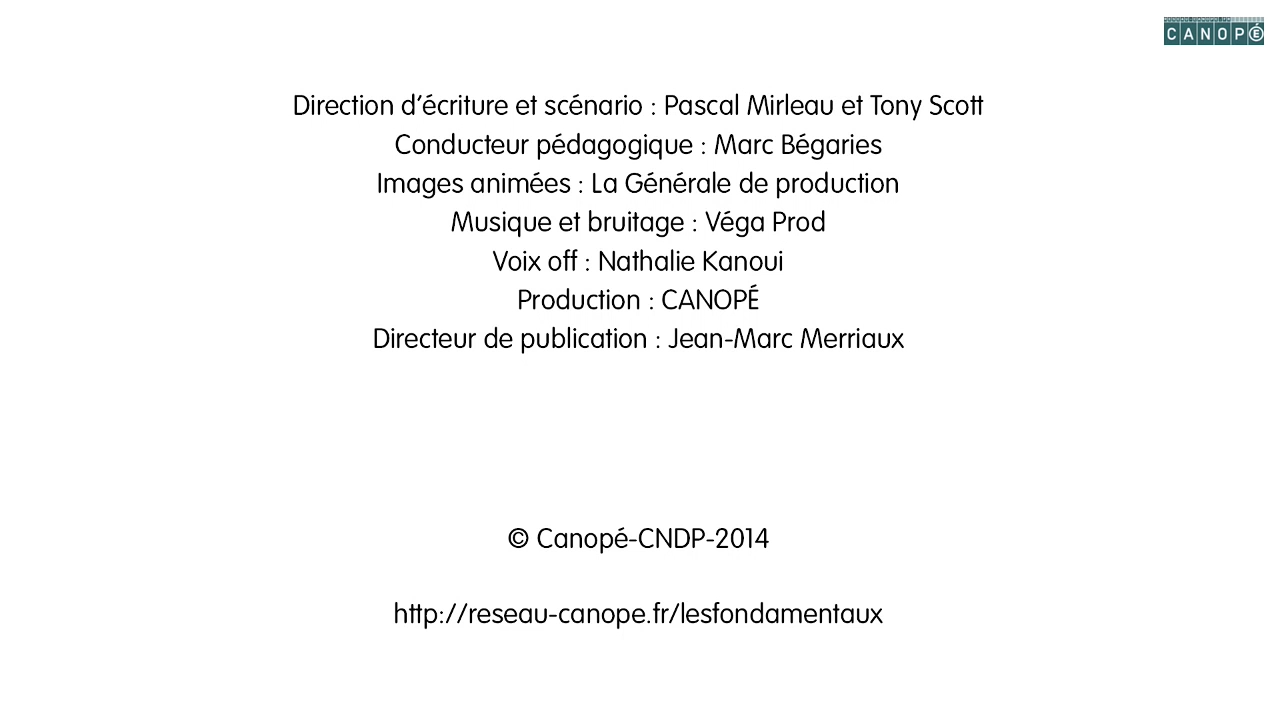 CANOPÉ
Direction d’écriture et scénario : Pascal Mirleau et Tony Scott
Conducteur pédagogique : Marc Bégaries
Images animées : La Générale de production
Musique et bruitage : Véga Prod
Voix off : Nathalie Kanoui
Production : CANOPÉ
Directeur de publication : Jean-Marc Merriaux
© Canopé-CNDP-2014
http://reseau-canope.fr/lesfondamentaux